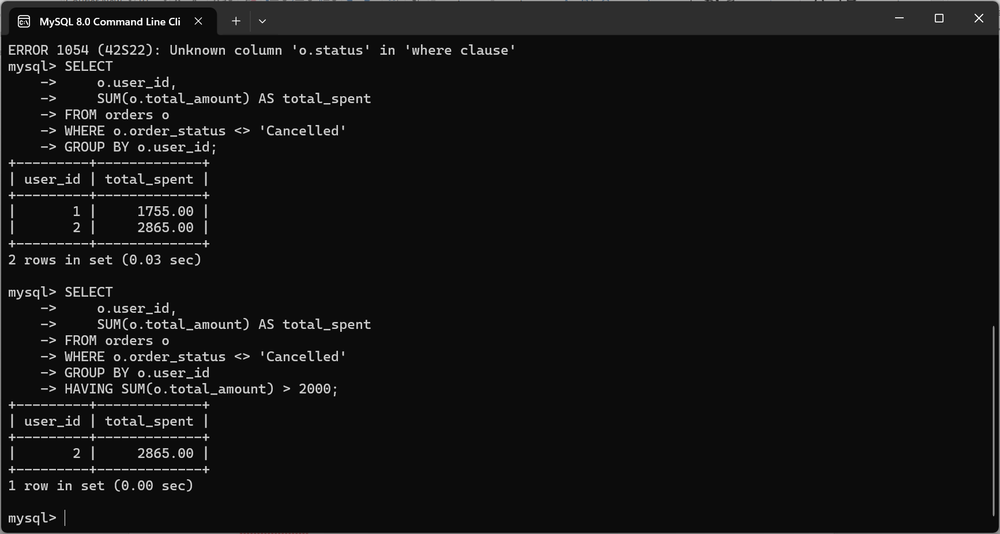 MySQL 8.0 Command Line Cli
ERROR 1054 (42S22): Unknown column 'o.status' in 'where clause'
mysql> SELECT
    ->     o.user_id,
    ->     SUM(o.total_amount) AS total_spent
    -> FROM orders o
    -> WHERE o.order_status <> 'Cancelled'
    -> GROUP BY o.user_id;
+---------+-------------+
| user_id | total_spent |
+---------+-------------+
|       1 |     1755.00 |
|       2 |     2865.00 |
+---------+-------------+
2 rows in set (0.03 sec)

mysql> SELECT
    ->     o.user_id,
    ->     SUM(o.total_amount) AS total_spent
    -> FROM orders o
    -> WHERE o.order_status <> 'Cancelled'
    -> GROUP BY o.user_id
    -> HAVING SUM(o.total_amount) > 2000;
+---------+-------------+
| user_id | total_spent |
+---------+-------------+
|       2 |     2865.00 |
+---------+-------------+
1 row in set (0.00 sec)

mysql>